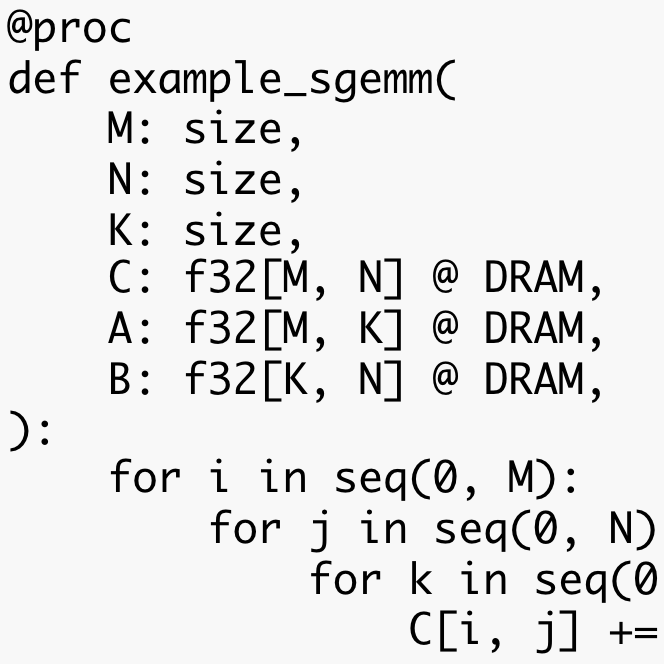 @proc
def example_sgemm(
    M: size,
    N: size,
    K: size,
    C: f32[M, N] @ DRAM,
    A: f32[M, K] @ DRAM,
    B: f32[K, N] @ DRAM,
):
    for i in seq(0, M):
        for j in seq(0, N)
            for k in seq(0
                C[i, j] +=